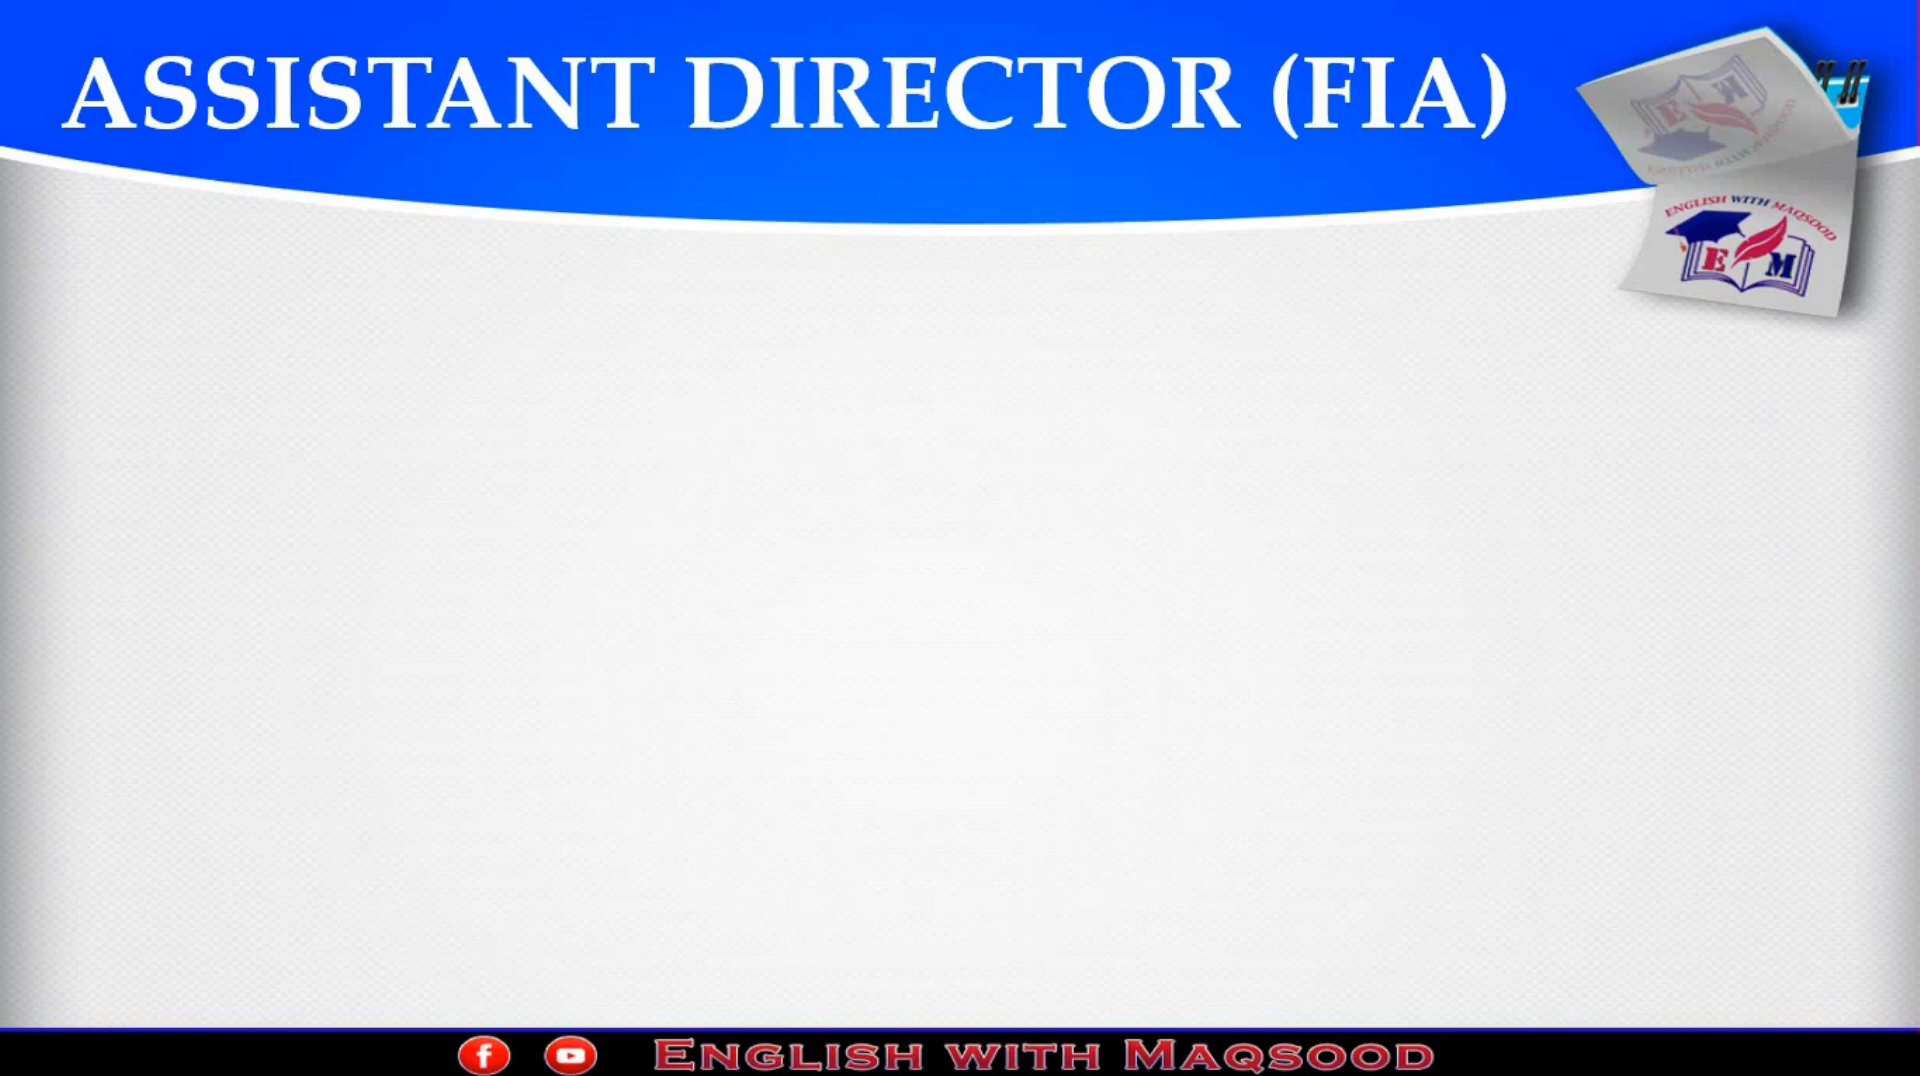 ASSISTANT DIRECTOR (FIA)
ENGLISH WITH MAQSOOD
E M
ENGLISH WITH MAQSOOD